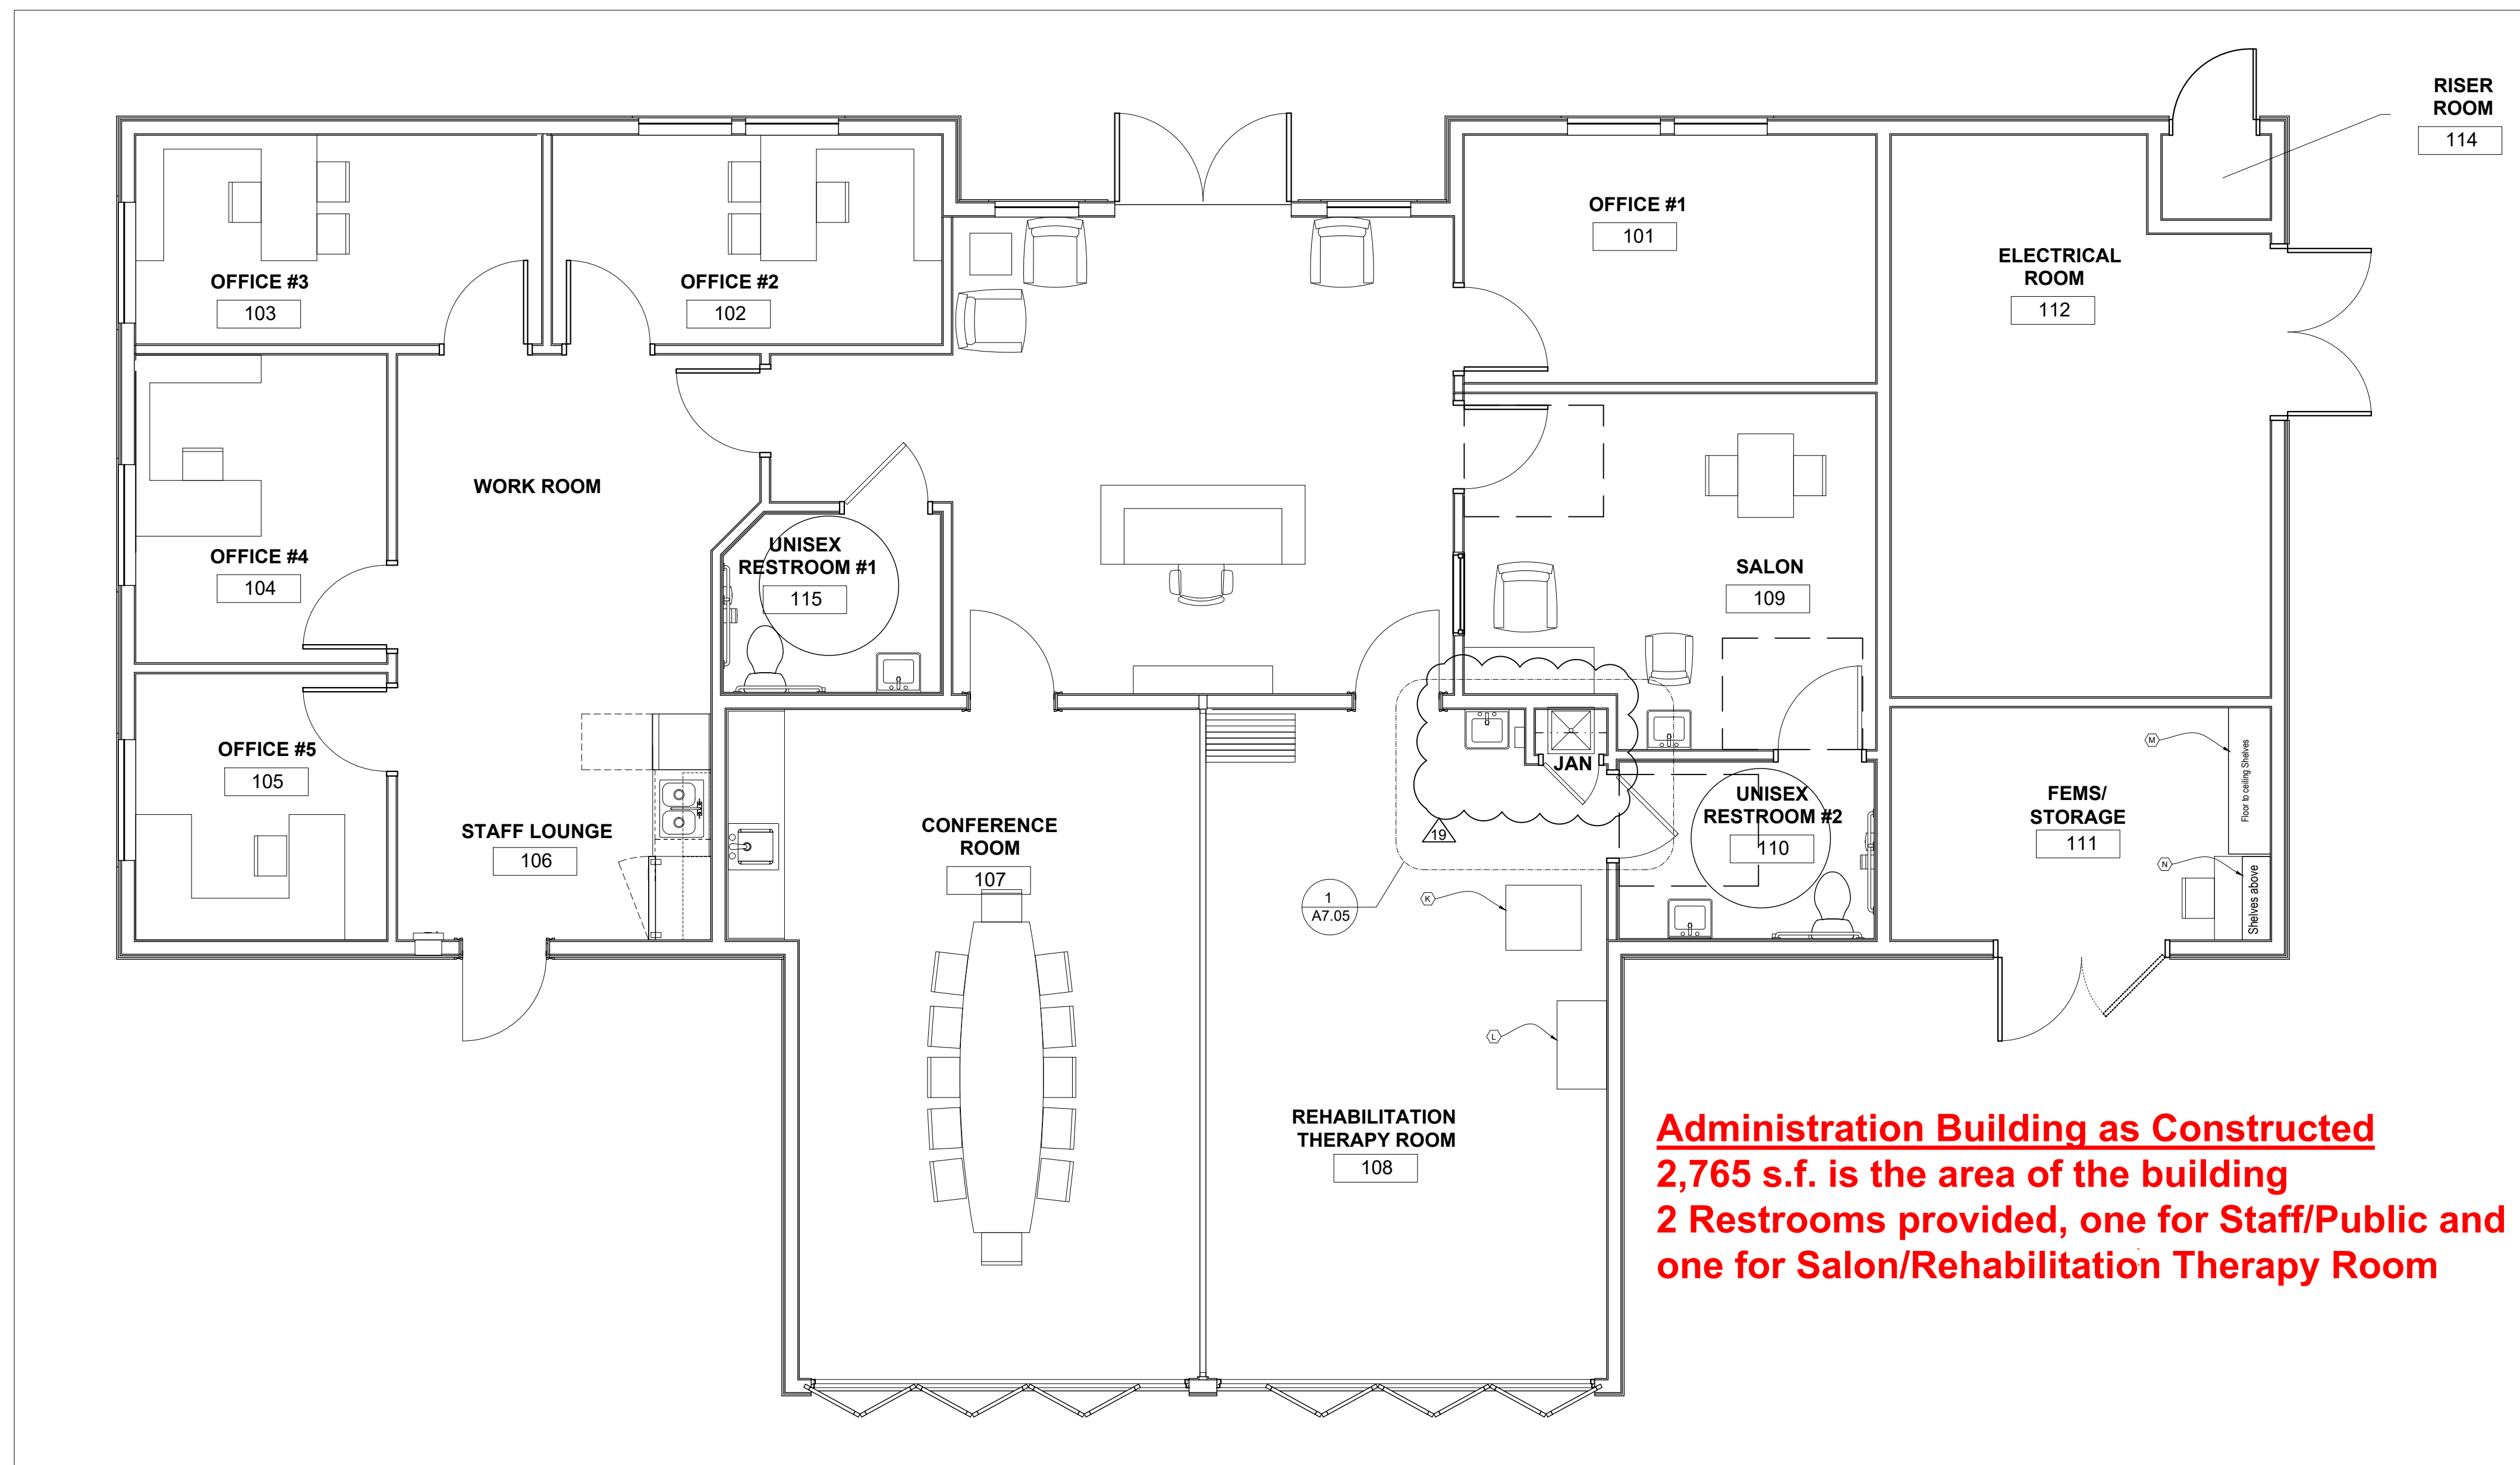 RISER
ROOM
114
OFFICE #1
101
ELECTRICAL
ROOM
112
OFFICE #3
103
OFFICE #2
102
WORK ROOM
OFFICE #4
104
UNISEX
RESTROOM #1
115
SALON
109
OFFICE #5
105
STAFF LOUNGE
106
CONFERENCE
ROOM
107
JAN
19
1
A7.05
K
L
UNISEX
RESTROOM #2
110
FEMS/
STORAGE
111
M
Floor to ceiling Shelves
N
Shelves above
REHABILITATION
THERAPY ROOM
108
Administration Building as Constructed
2,765 s.f. is the area of the building
2 Restrooms provided, one for Staff/Public and
one for Salon/Rehabilitation Therapy Room